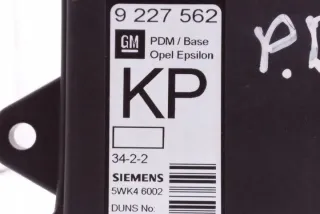 9 227 562
GM PDM / Base
Opel Epsilon
KP
34-2-2
SIEMENS
5WK4 6002
DUNS No: